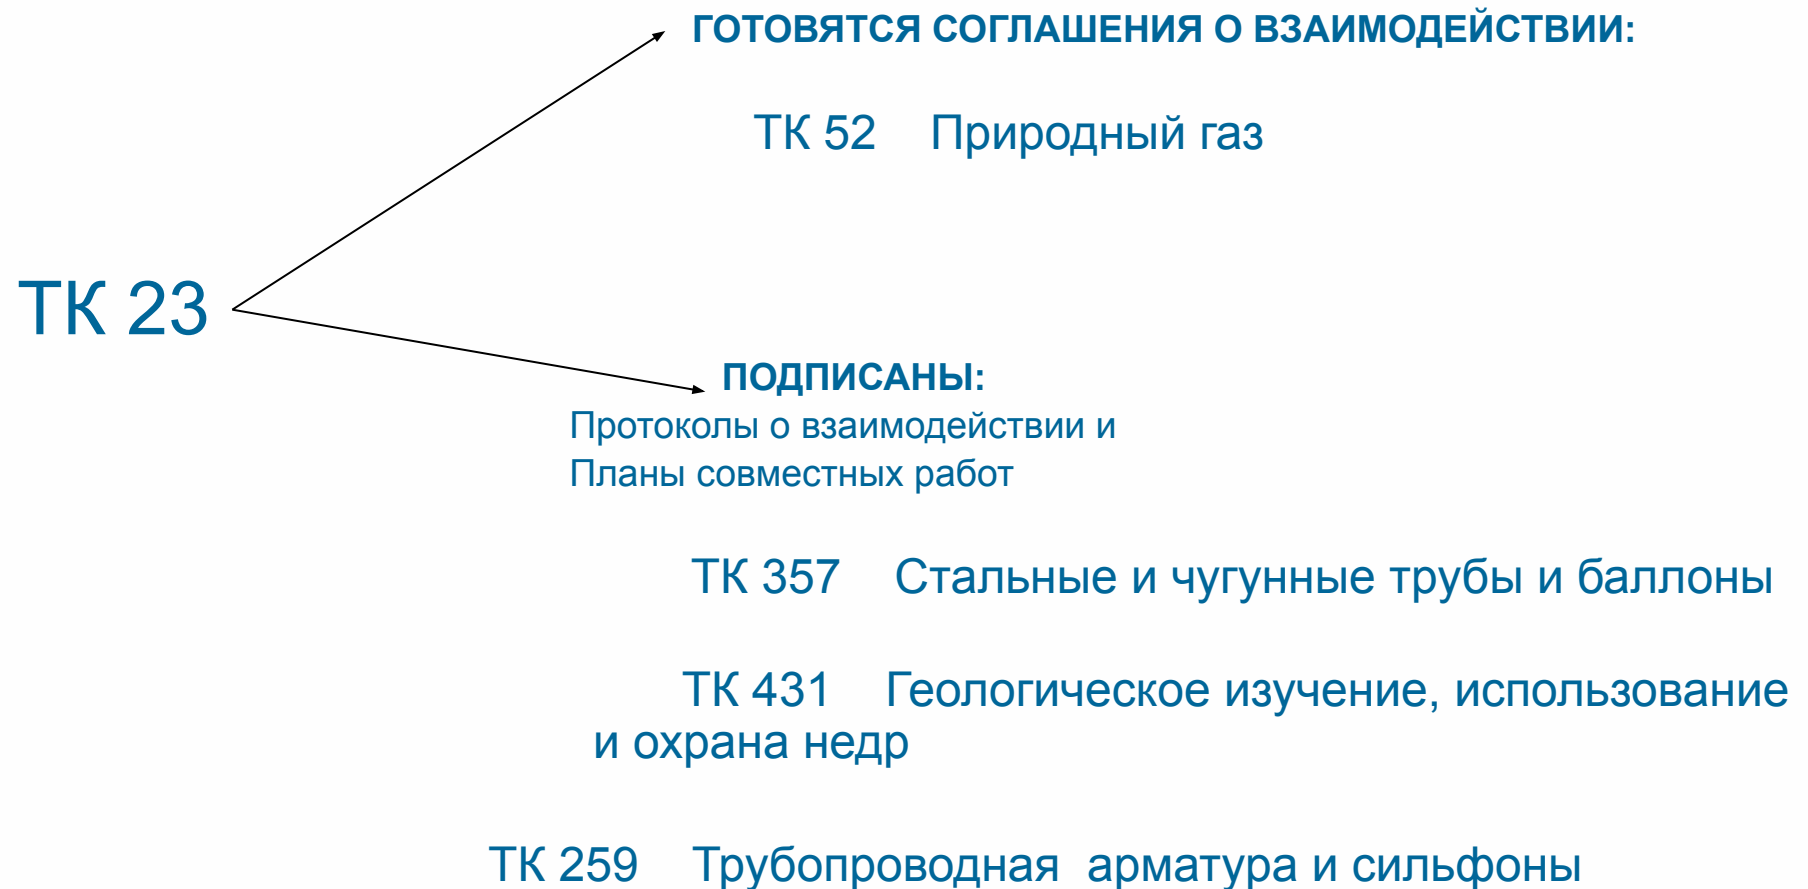 ГОТОВЯТСЯ СОГЛАШЕНИЯ О ВЗАИМОДЕЙСТВИИ:
ТК 52 Природный газ
ТК 23
ПОДПИСАНЫ:
Протоколы о взаимодействии и
Планы совместных работ
ТК 357 Стальные и чугунные трубы и баллоны
ТК 431 Геологическое изучение, использование
и охрана недр
ТК 259 Трубопроводная арматура и сильфоны